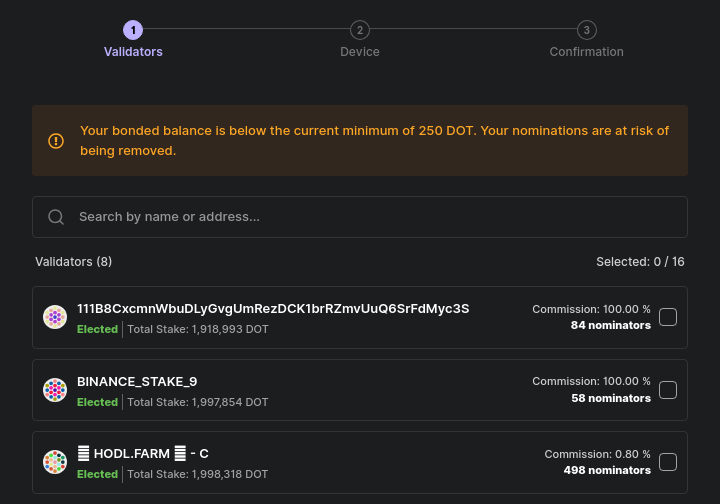 1 2 3
Validators Device Confirmation
Your bonded balance is below the current minimum of 250 DOT. Your nominations are at risk of
being removed.
Search by name or address...
Validators (8) Selected: 0 / 16
111B8CxcmnWbuDLyGvgUmRezDCK1brRZmvUuQ6SrFdMyc3S Commission: 100.00 %
Elected | Total Stake: 1,918,993 DOT 84 nominators
BINANCE_STAKE_9 Commission: 100.00 %
Elected | Total Stake: 1,997,854 DOT 58 nominators
䷀ HODL.FARM ䷀ - C Commission: 0.80 %
Elected | Total Stake: 1,998,318 DOT 498 nominators